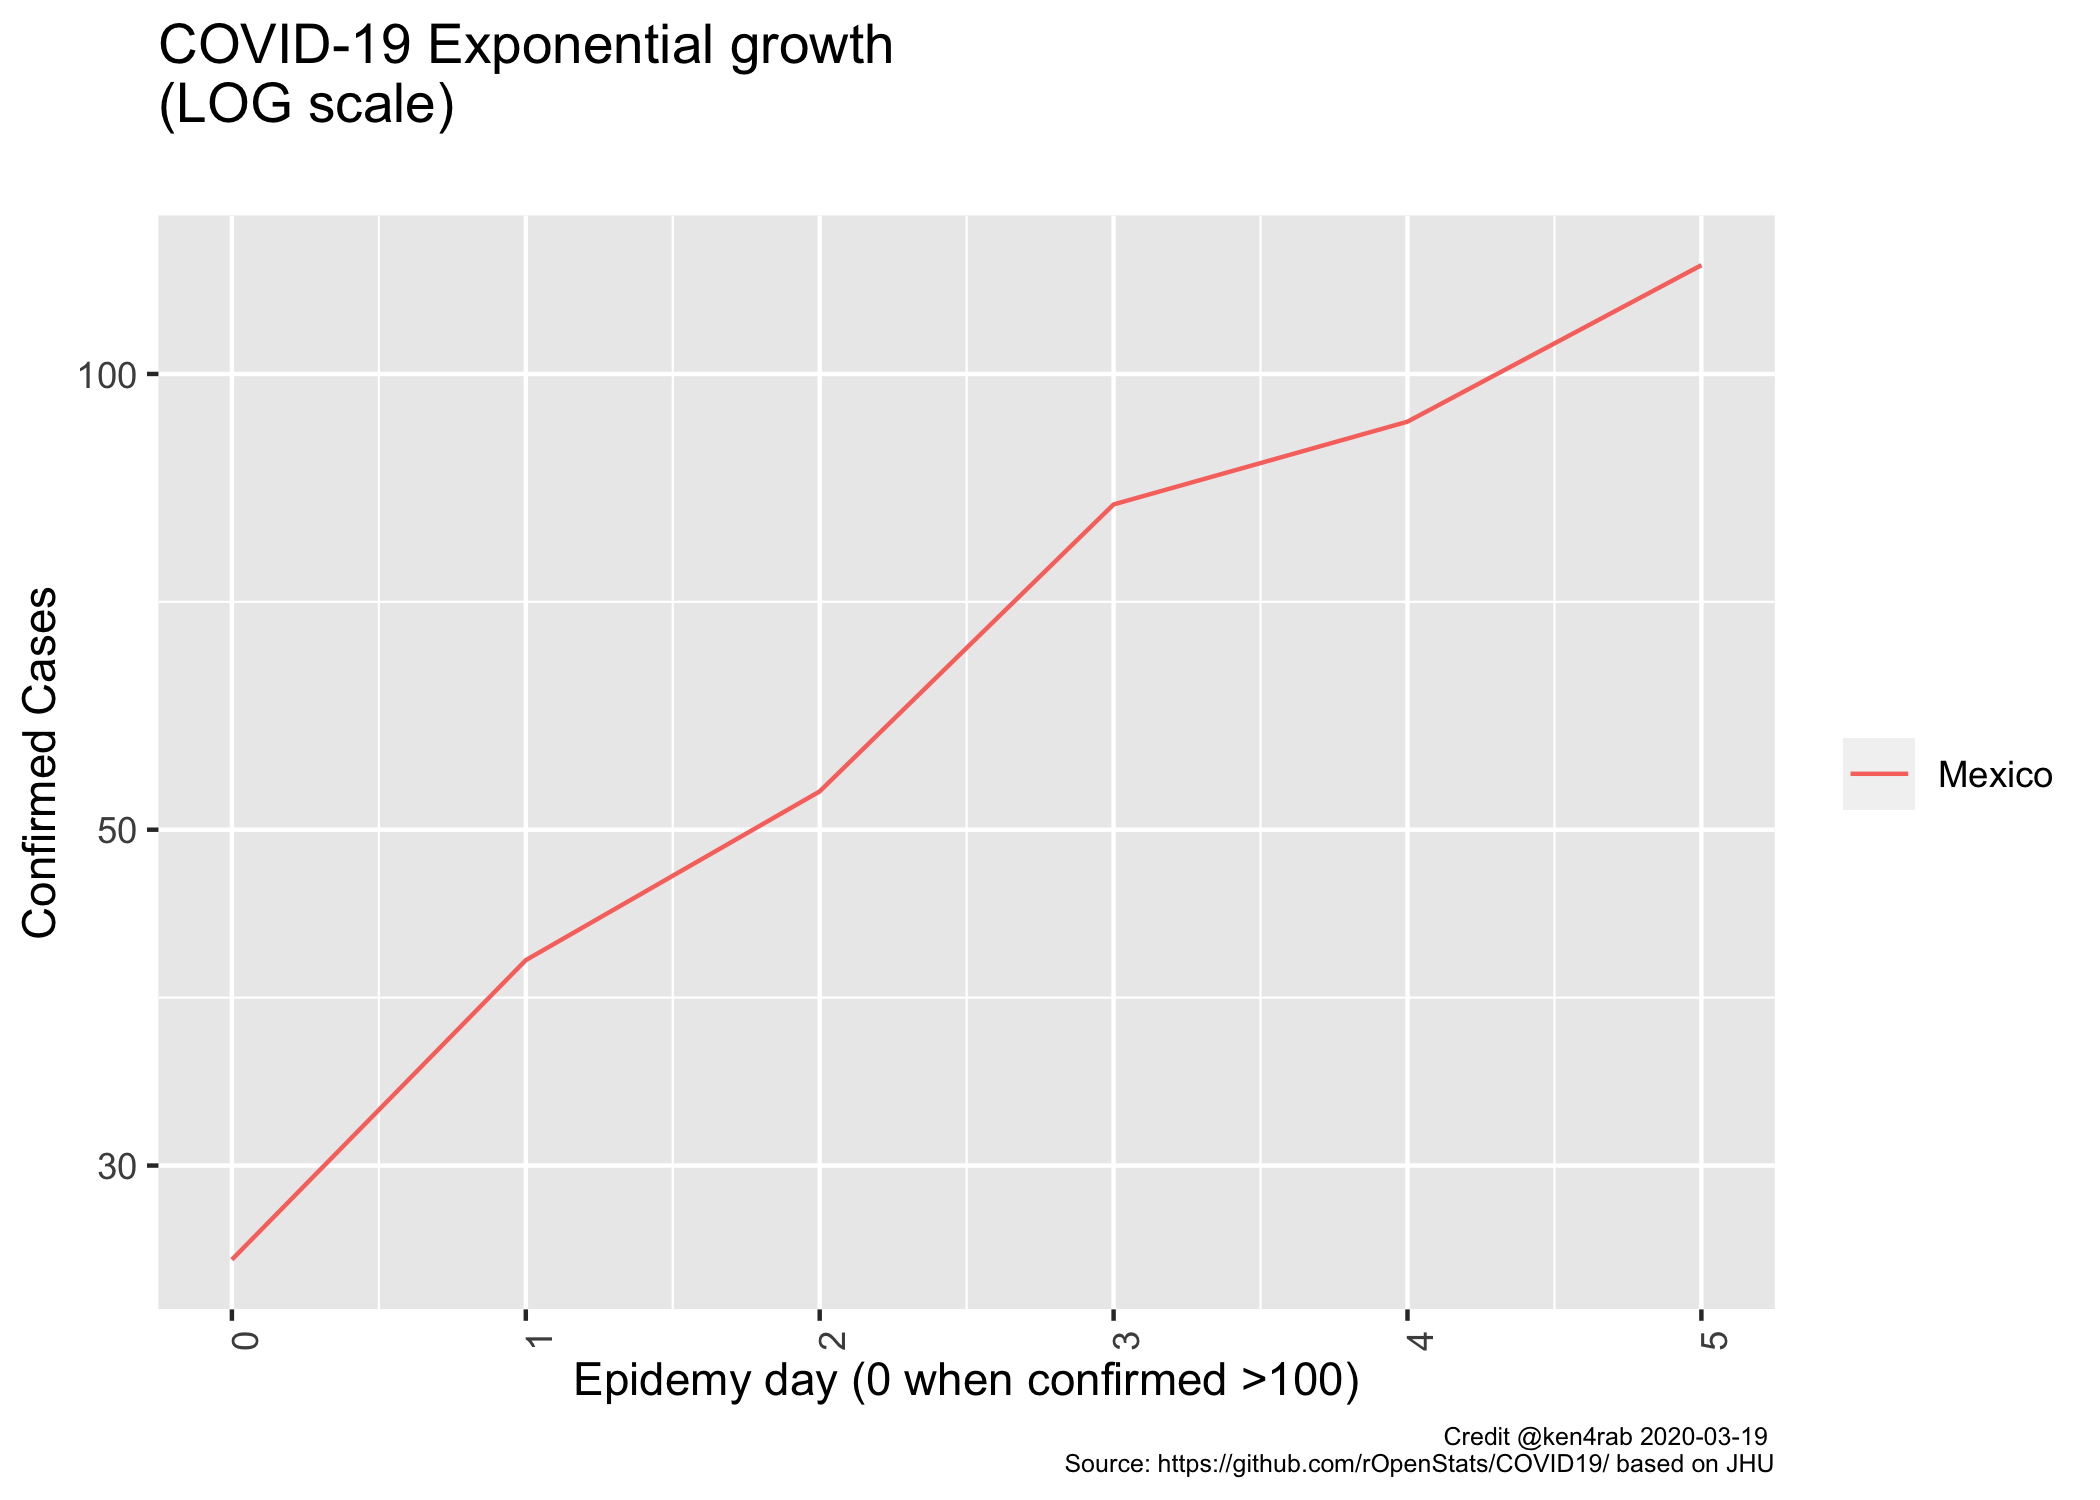 COVID-19 Exponential growth
(LOG scale)
100
50
30
Confirmed Cases
Mexico
0 1 2 3 4 5
Epidemy day (0 when confirmed >100)
Credit @ken4rab 2020-03-19
Source: https://github.com/rOpenStats/COVID19/ based on JHU